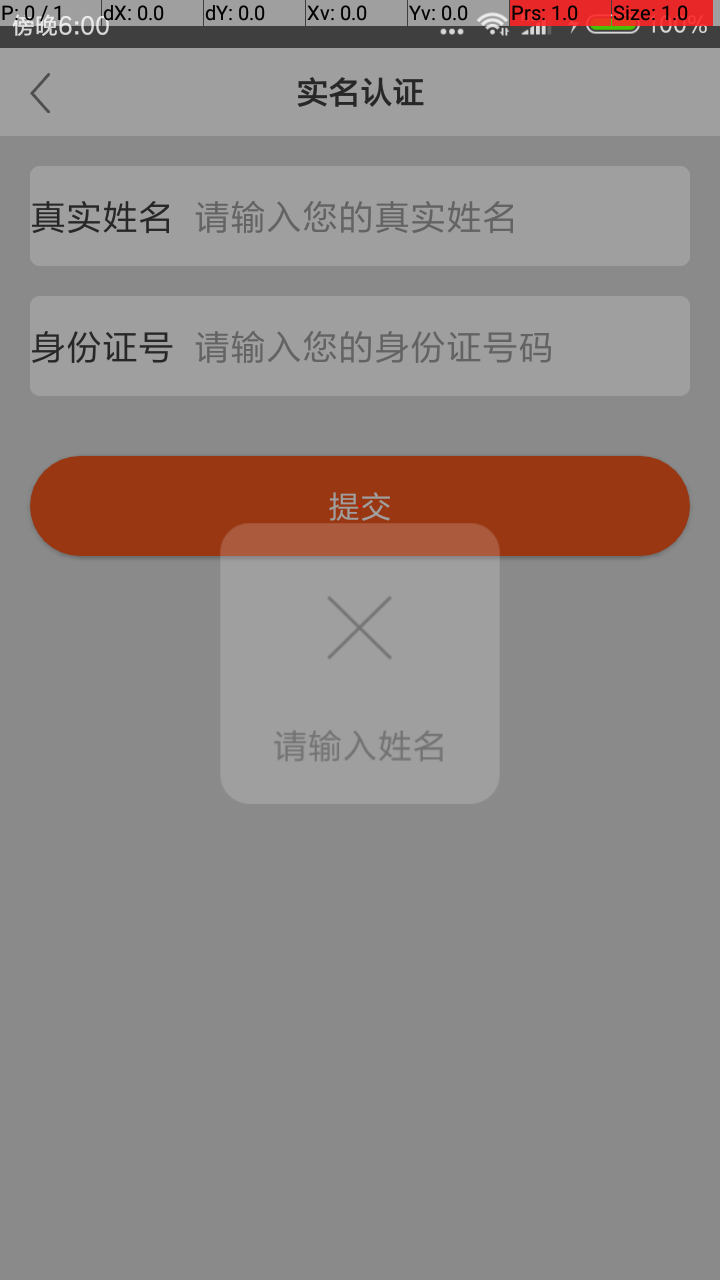 P: 0 / 1 dX: 0.0 dY: 0.0 Xv: 0.0 Yv: 0.0 Prs: 1.0 Size: 1.0
傍晚6:00 100%
实名认证
真实姓名 请输入您的真实姓名
身份证号 请输入您的身份证号码
提交
请输入姓名